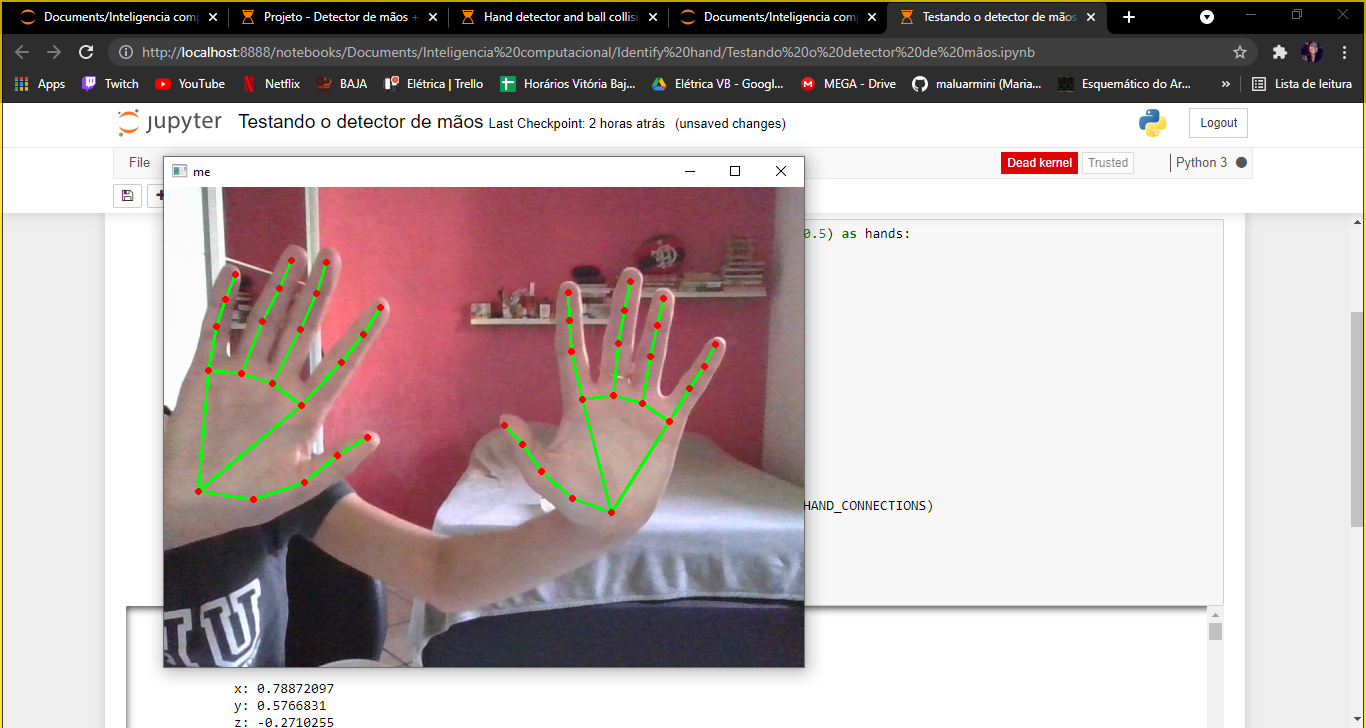 Documents/Inteligencia comp
Projeto - Detector de mãos +
Hand detector and ball collisi
Documents/Inteligencia comp
Testando o detector de mãos
http://localhost:8888/notebooks/Documents/Inteligencia%20computacional/Identify%20hand/Testando%20o%20detector%20de%20mãos.ipynb
Apps
Twitch
YouTube
Netflix
BAJA
Elétrica | Trello
Horários Vitória Baj...
Elétrica VB - Googl...
MEGA - Drive
maluarmini (Maria...
Esquemático do Ar...
»
Lista de leitura
jupyter
Testando o detector de mãos
Last Checkpoint: 2 horas atrás
(unsaved changes)
Logout
File
Dead kernel
Trusted
Python 3
me
0.5) as hands:
HAND_CONNECTIONS)
x: 0.78872097
y: 0.5766831
z: -0.2710255